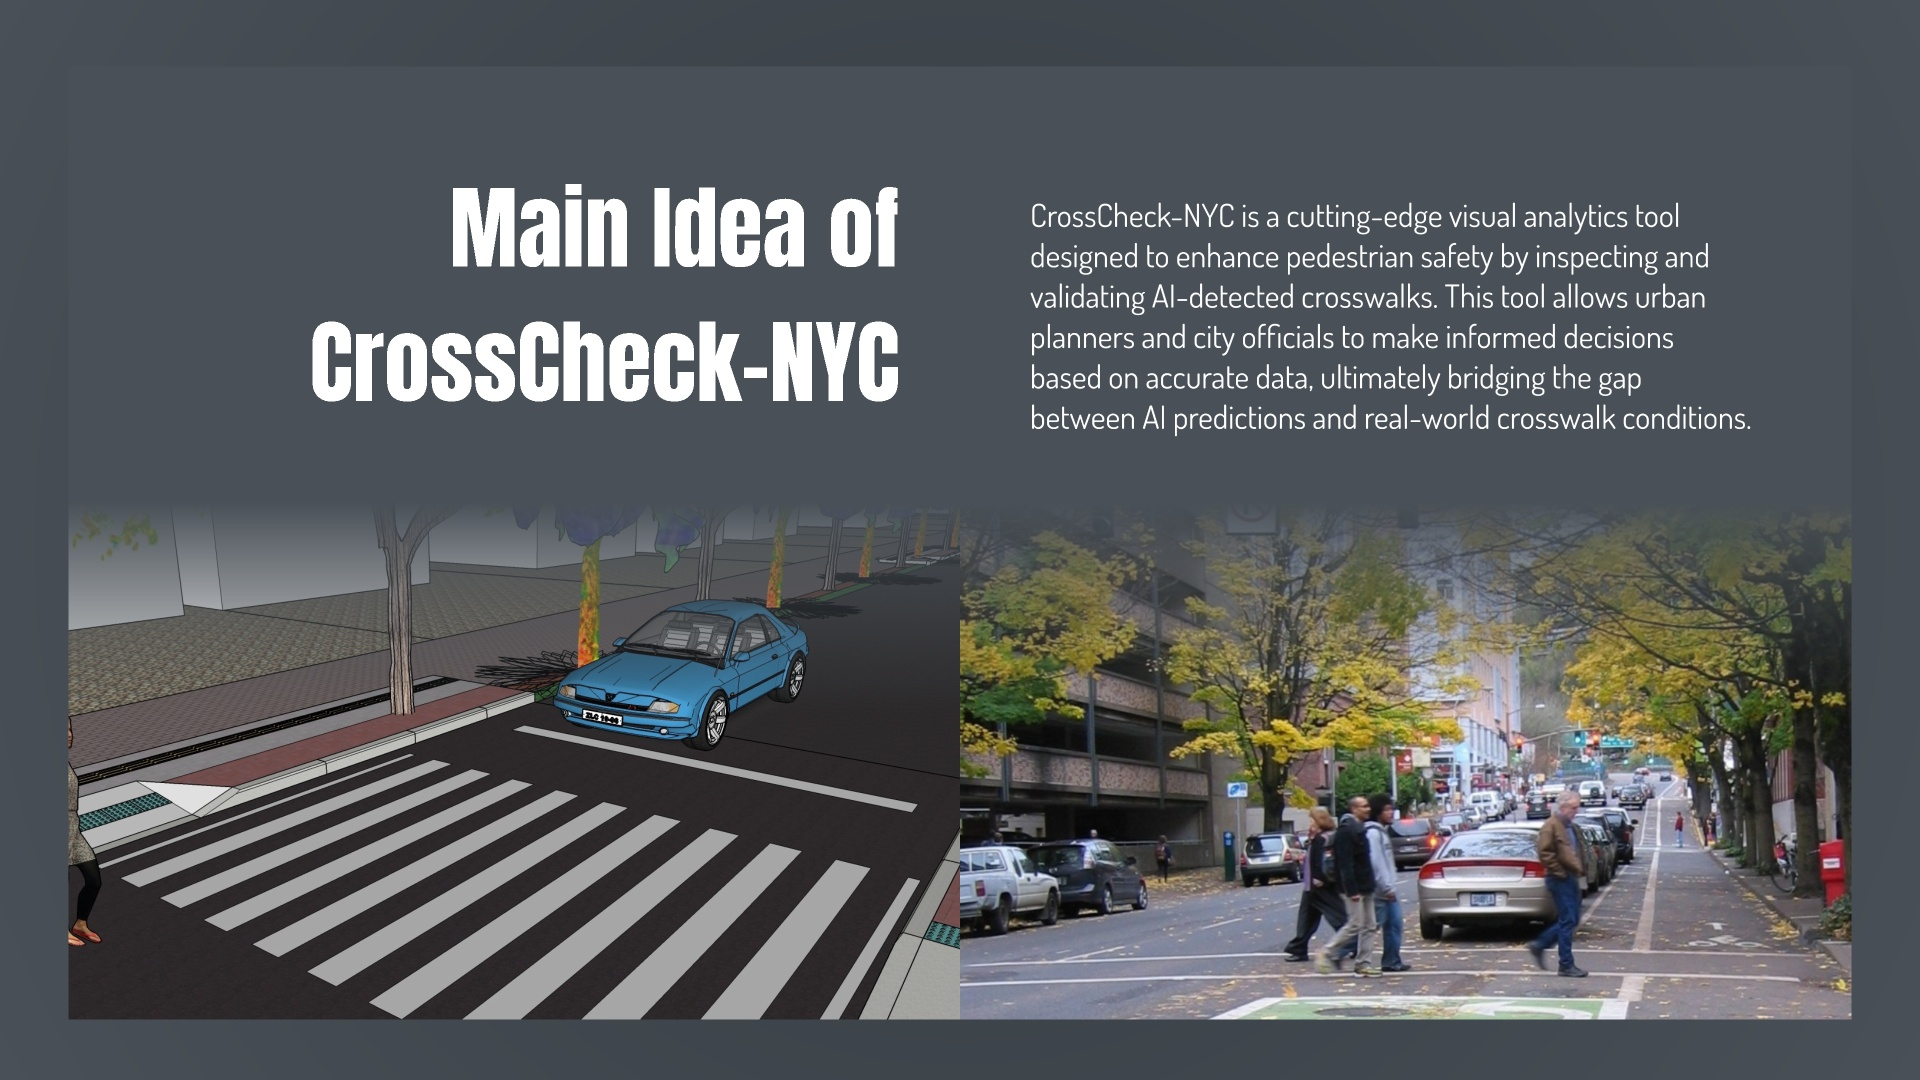 Main Idea of
CrossCheck-NYC
CrossCheck-NYC is a cutting-edge visual analytics tool
designed to enhance pedestrian safety by inspecting and
validating AI-detected crosswalks. This tool allows urban
planners and city officials to make informed decisions
based on accurate data, ultimately bridging the gap
between AI predictions and real-world crosswalk conditions.